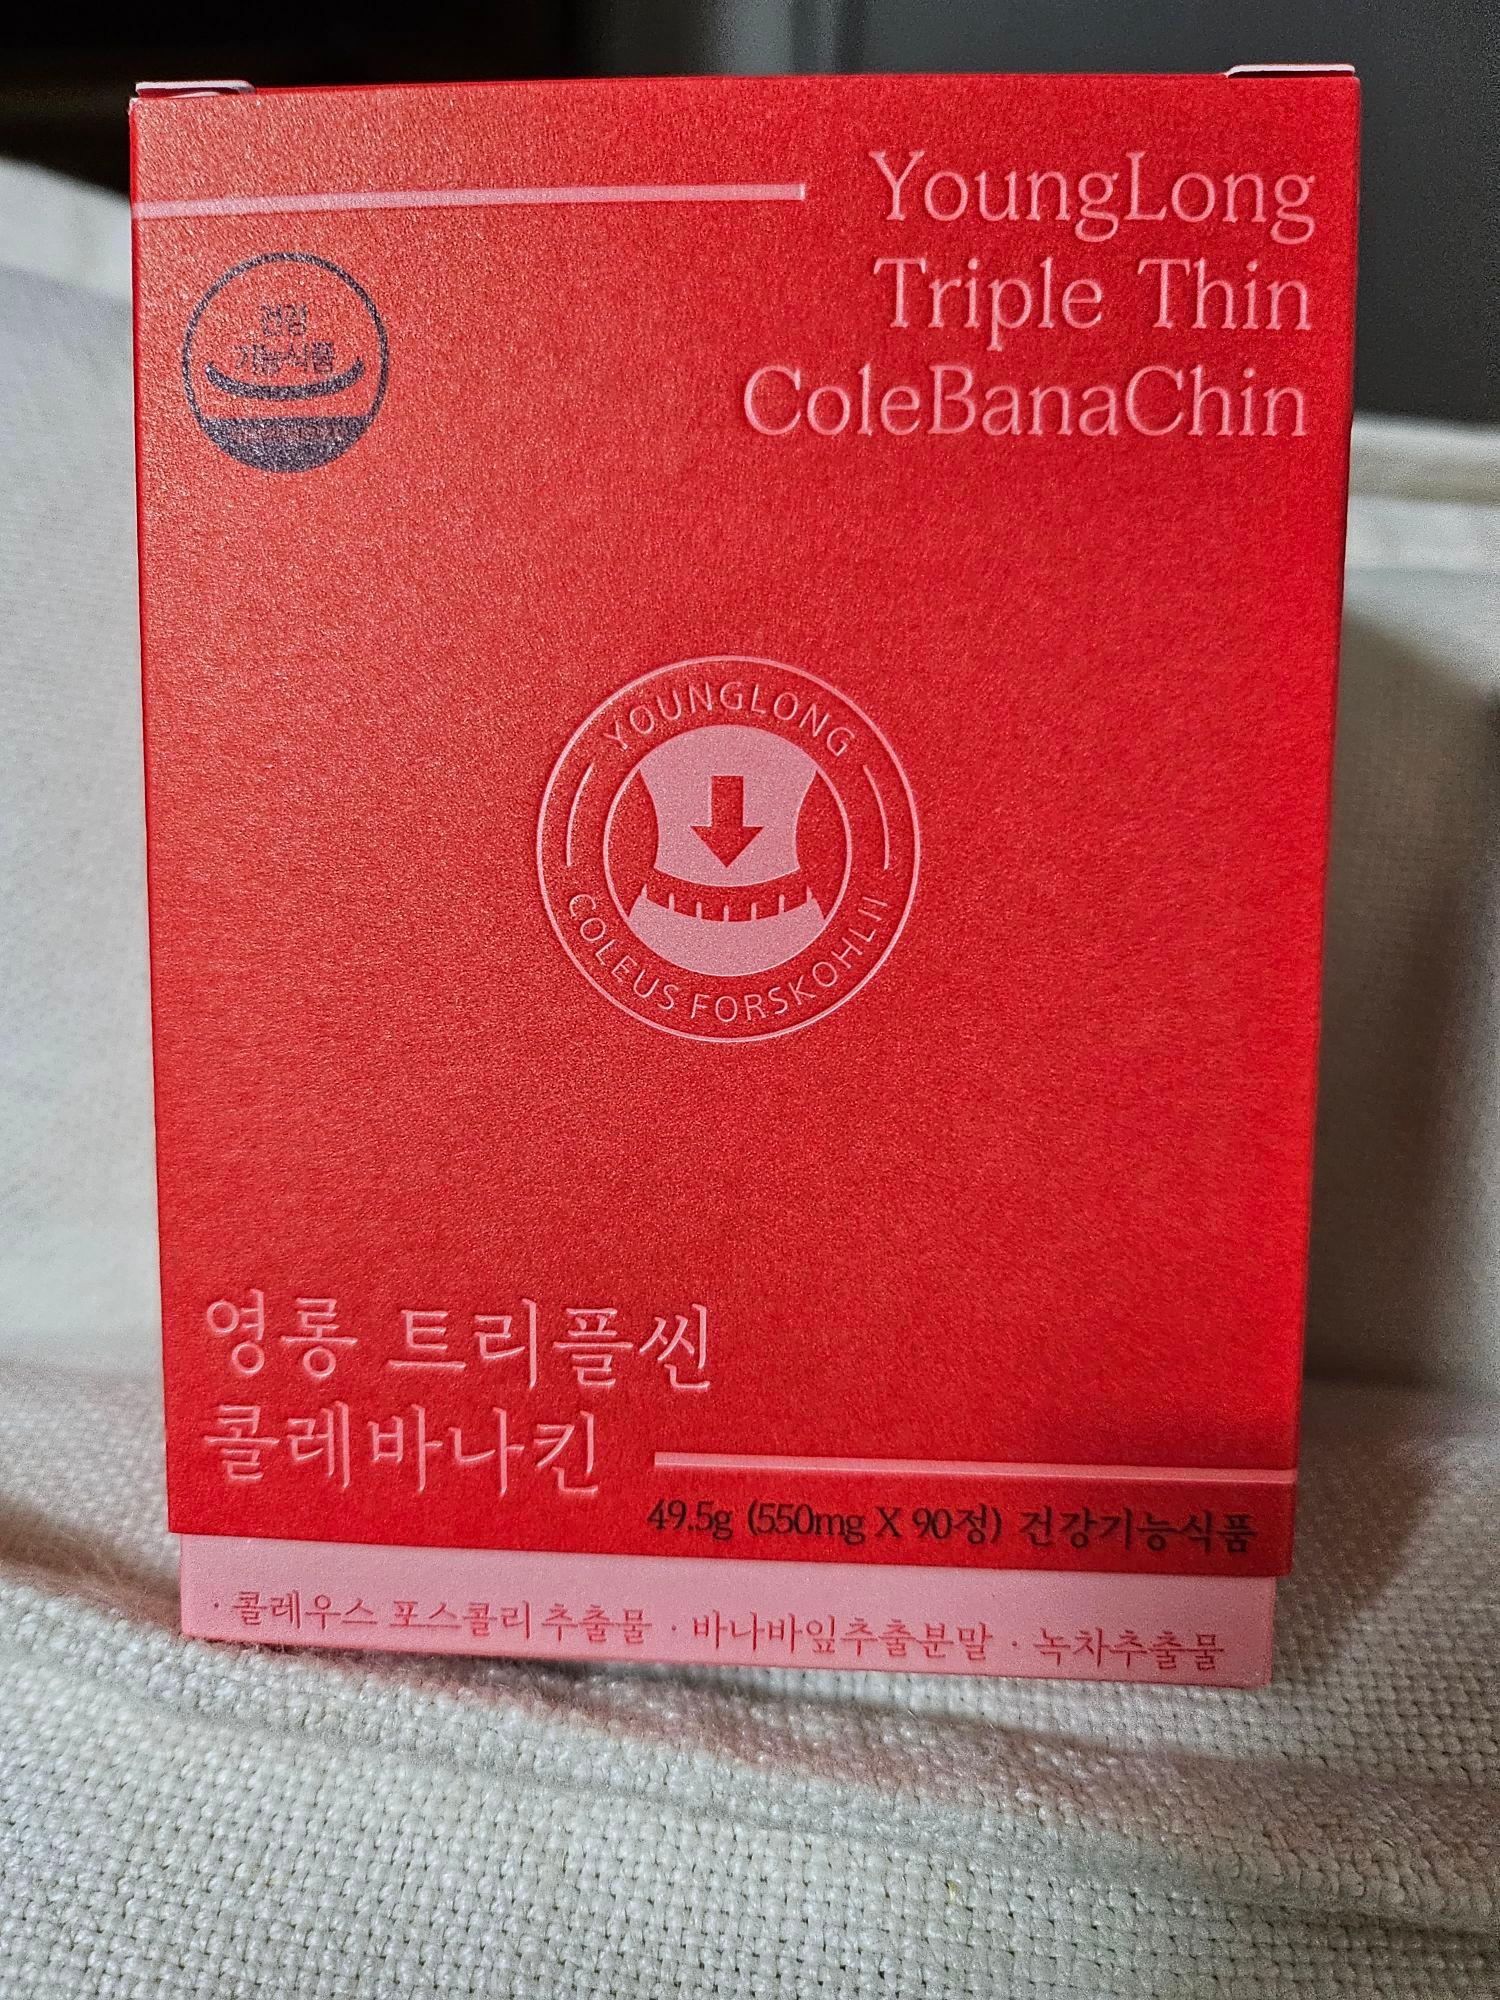 YoungLong
Triple Thin
ColeBanaChin
건강
기능식품
YOUNGLONG
COLEUS FORSKOHLII
영롱 트리플씬
콜레바나킨
49.5g (550mg X 90정) 건강기능식품
· 콜레우스 포스콜리추출물 · 바나바잎추출분말 · 녹차추출물